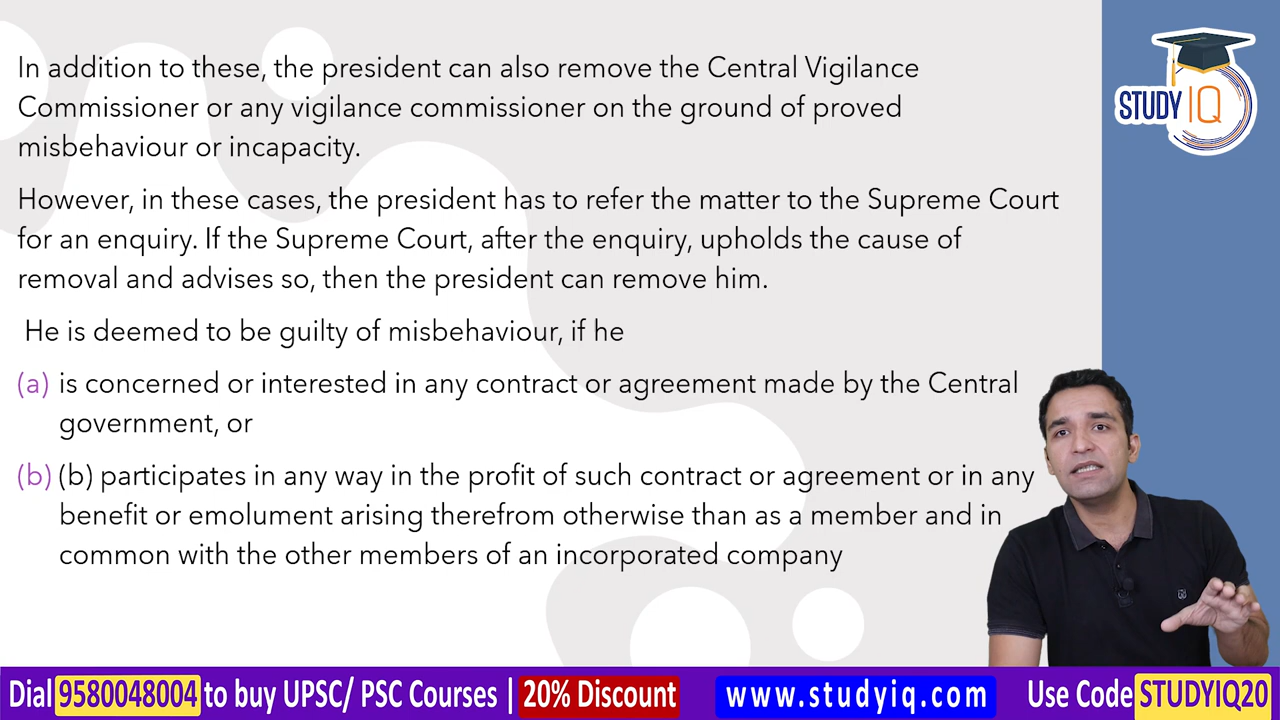 In addition to these, the president can also remove the Central Vigilance
Commissioner or any vigilance commissioner on the ground of proved
misbehaviour or incapacity.
However, in these cases, the president has to refer the matter to the Supreme Court
for an enquiry. If the Supreme Court, after the enquiry, upholds the cause of
removal and advises so, then the president can remove him.
He is deemed to be guilty of misbehaviour, if he
(a) is concerned or interested in any contract or agreement made by the Central
government, or
(b) (b) participates in any way in the profit of such contract or agreement or in any
benefit or emolument arising therefrom otherwise than as a member and in
common with the other members of an incorporated company
STUDY IQ
Dial 9580048004 to buy UPSC/ PSC Courses | 20% Discount www.studyiq.com Use Code STUDYIQ20